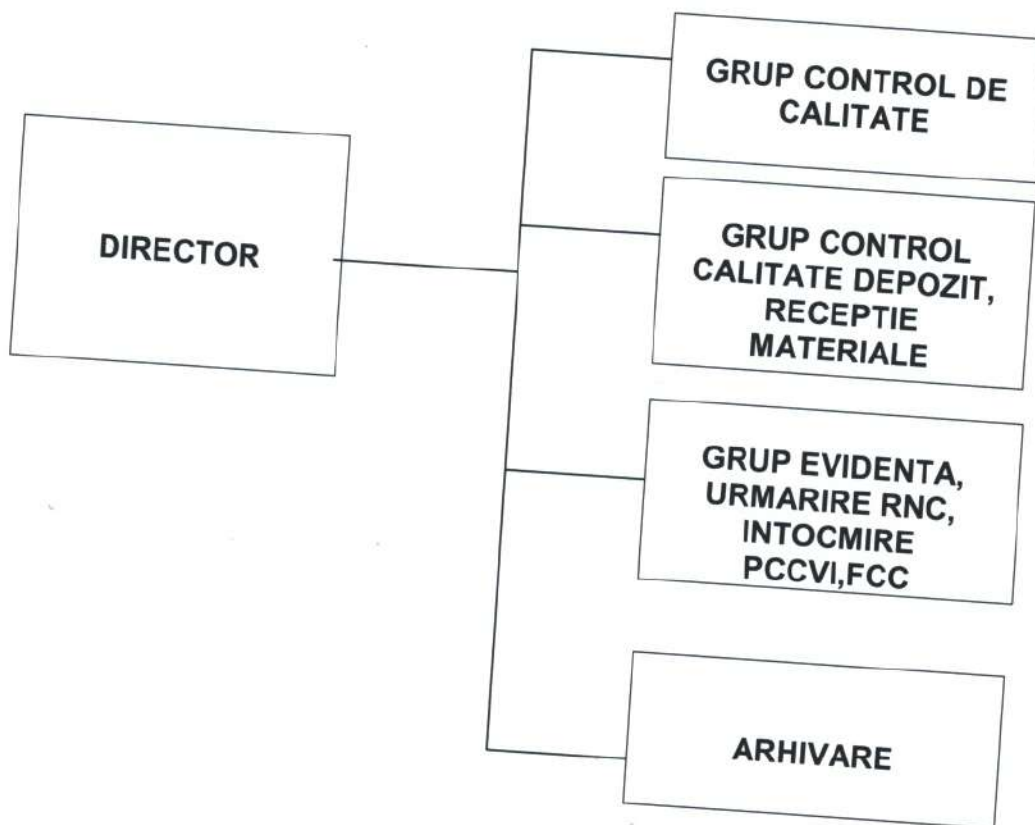 DIRECTOR
GRUP CONTROL DE
CALITATE
GRUP CONTROL
CALITATE DEPOZIT,
RECEPTIE
MATERIALE
GRUP EVIDENTA,
URMARIRE RNC,
INTOCMIRE
PCCVI,FCC
ARHIVARE